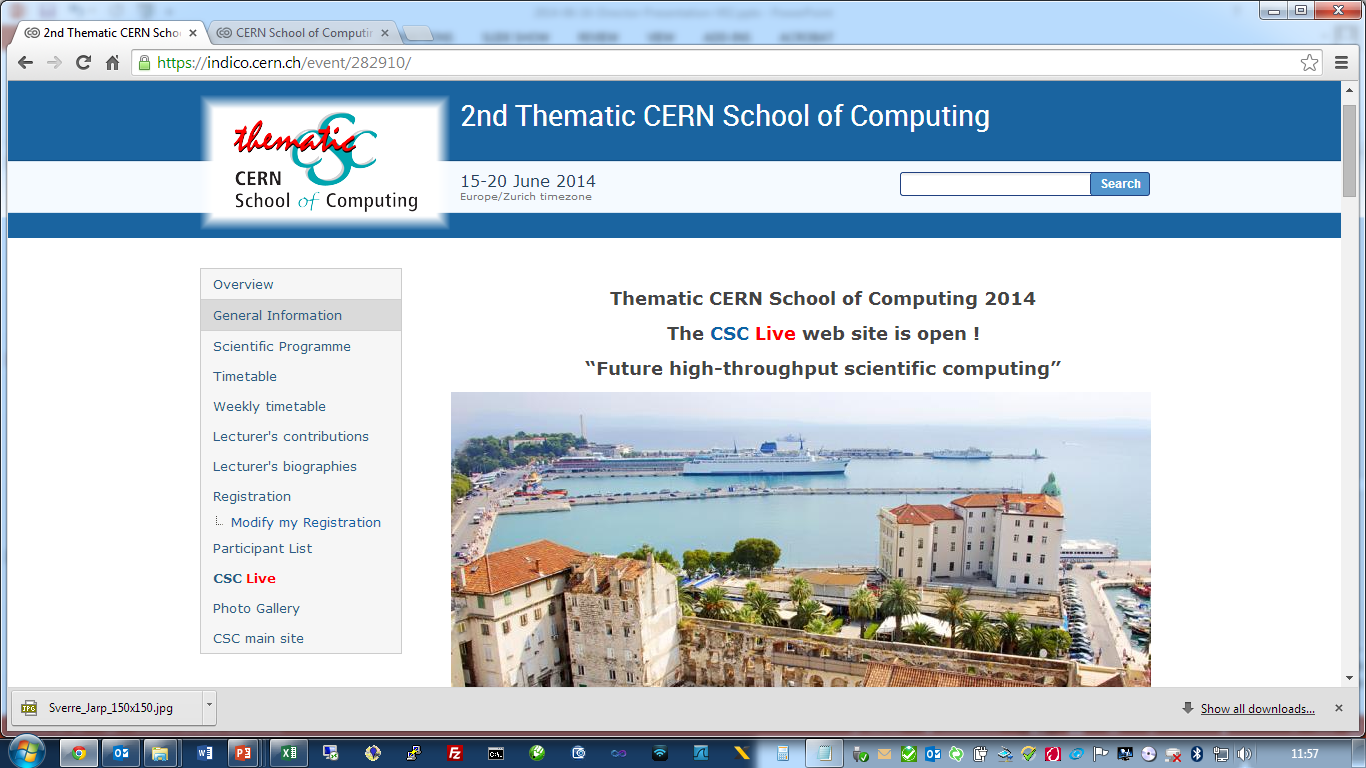 2nd Thematic CERN Scho
CERN School of Computin
https://indico.cern.ch/event/282910/
thematic CSC
CERN
School of Computing
2nd Thematic CERN School of Computing
15-20 June 2014
Europe/Zurich timezone
Search
Overview
General Information
Scientific Programme
Timetable
Weekly timetable
Lecturer's contributions
Lecturer's biographies
Registration
Modify my Registration
Participant List
CSC Live
Photo Gallery
CSC main site
Thematic CERN School of Computing 2014
The CSC Live web site is open !
“Future high-throughput scientific computing”
JPG
Sverre_Jarp_150x150.jpg
Show all downloads...
11:57